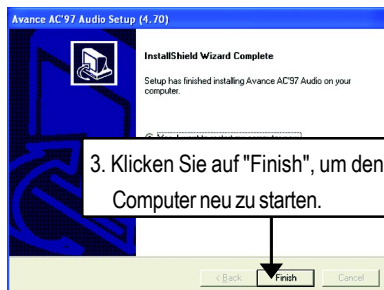 Avance AC'97 Audio Setup (4.70)
InstallShield Wizard Complete
Setup has finished installing Avance AC'97 Audio on your
computer.
3. Klicken Sie auf "Finish", um den
Computer neu zu starten.
< Back
Finish
Cancel